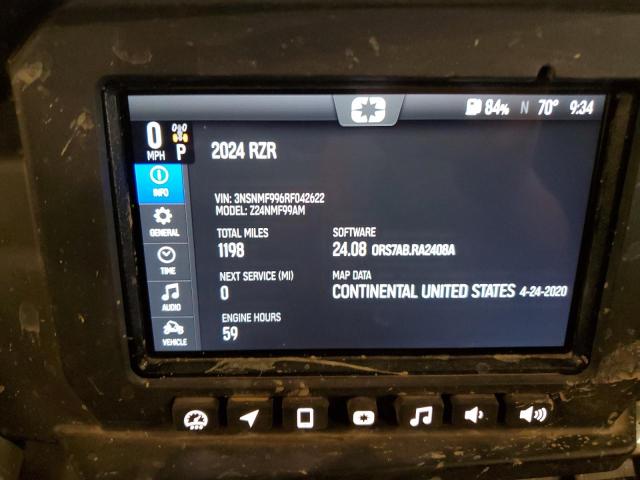 84% N 70° 9:34
0
MPH P
2024 RZR
INFO
VIN: 3NSNMF996RF042622
MODEL: Z24NMF99AM
GENERAL
TOTAL MILES SOFTWARE
1198 24.08 ORS7AB.RA2408A
TIME
NEXT SERVICE (MI) MAP DATA
0 CONTINENTAL UNITED STATES 4-24-2020
AUDIO
ENGINE HOURS
59
VEHICLE